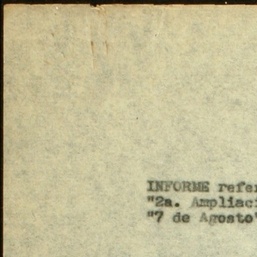 INFORME refer
"2a. Ampliaci
"7 de Agosto"